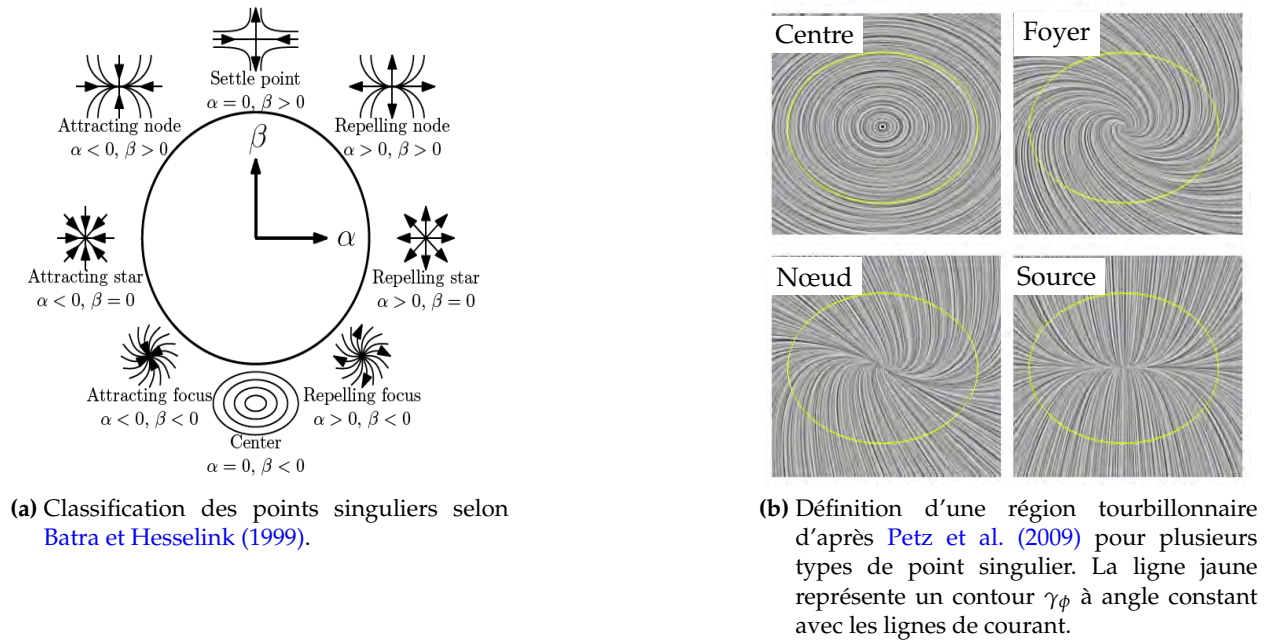 Settle point
α = 0, β > 0
Attracting node
α < 0, β > 0
Repelling node
α > 0, β > 0
β
α
Attracting star
α < 0, β = 0
Repelling star
α > 0, β = 0
Attracting focus
α < 0, β < 0
Repelling focus
α > 0, β < 0
Center
α = 0, β < 0
(a) Classification des points singuliers selon
Batra et Hesselink (1999).
Centre
Foyer
Nœud
Source
(b) Définition d'une région tourbillonnaire
d'après Petz et al. (2009) pour plusieurs
types de point singulier. La ligne jaune
représente un contour γϕ à angle constant
avec les lignes de courant.